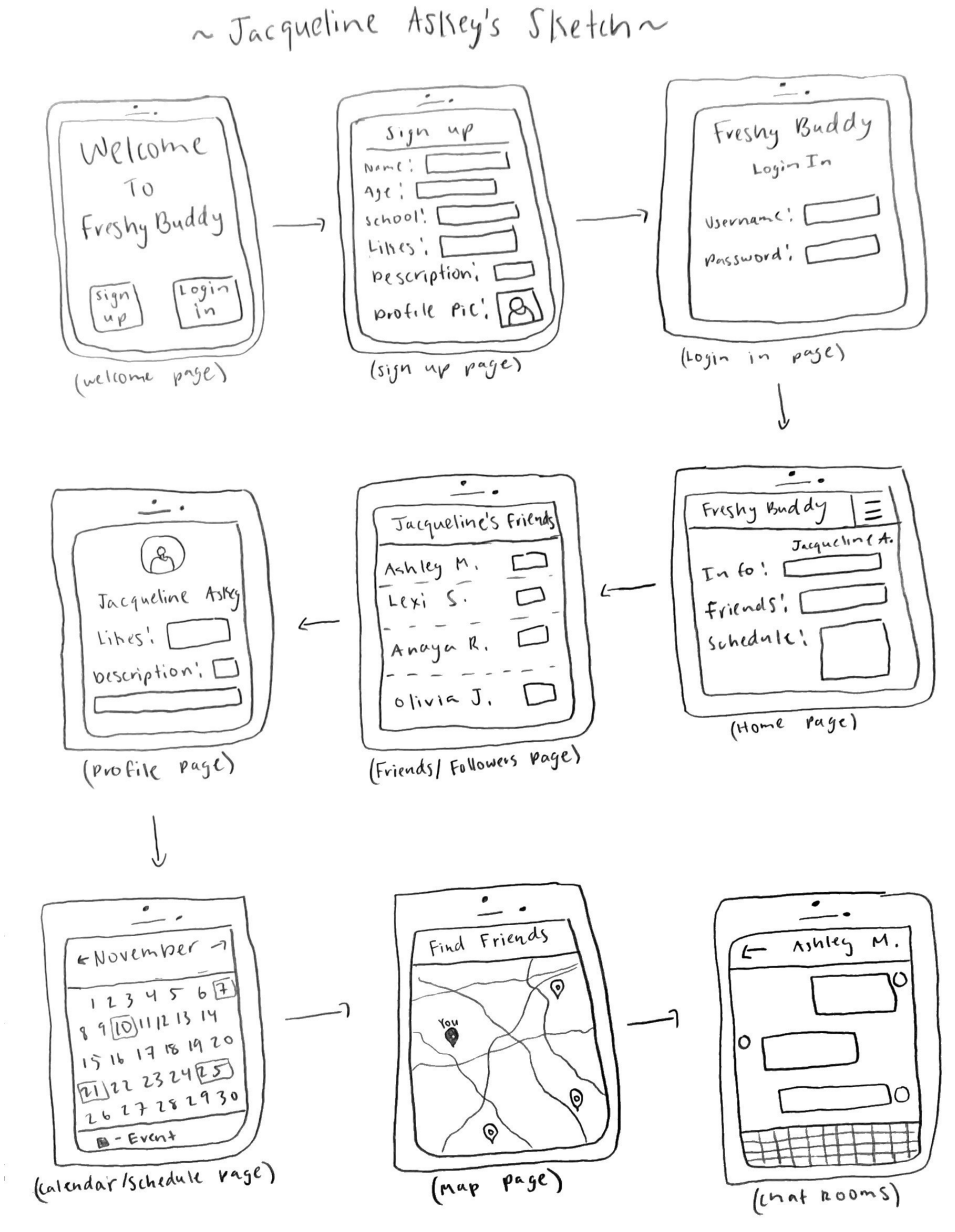 ~ Jacqueline Askey's Sketch ~
Welcome
To
Freshy Buddy
Sign
up
Login
in
(welcome page)
Sign up
Name:
Age:
School:
Likes:
Description:
Profile Pic:
(sign up page)
Freshy Buddy
Login In
Username:
Password:
(Login in page)
Jacqueline Askey
Likes:
Description:
(Profile page)
Jacqueline's Friends
Ashley M.
Lexi S.
Anaya R.
Olivia J.
(Friends/Followers page)
Freshy Buddy
Jacqueline A.
Info:
Friends:
Schedule:
(Home Page)
←November→
1 2 3 4 5 6 7
8 9 10 11 12 13 14
15 16 17 18 19 20
21 22 23 24 25
26 27 28 29 30
- Event
(Calendar/Schedule page)
Find Friends
You
(Map page)
← Ashley M.
(Chat Rooms)